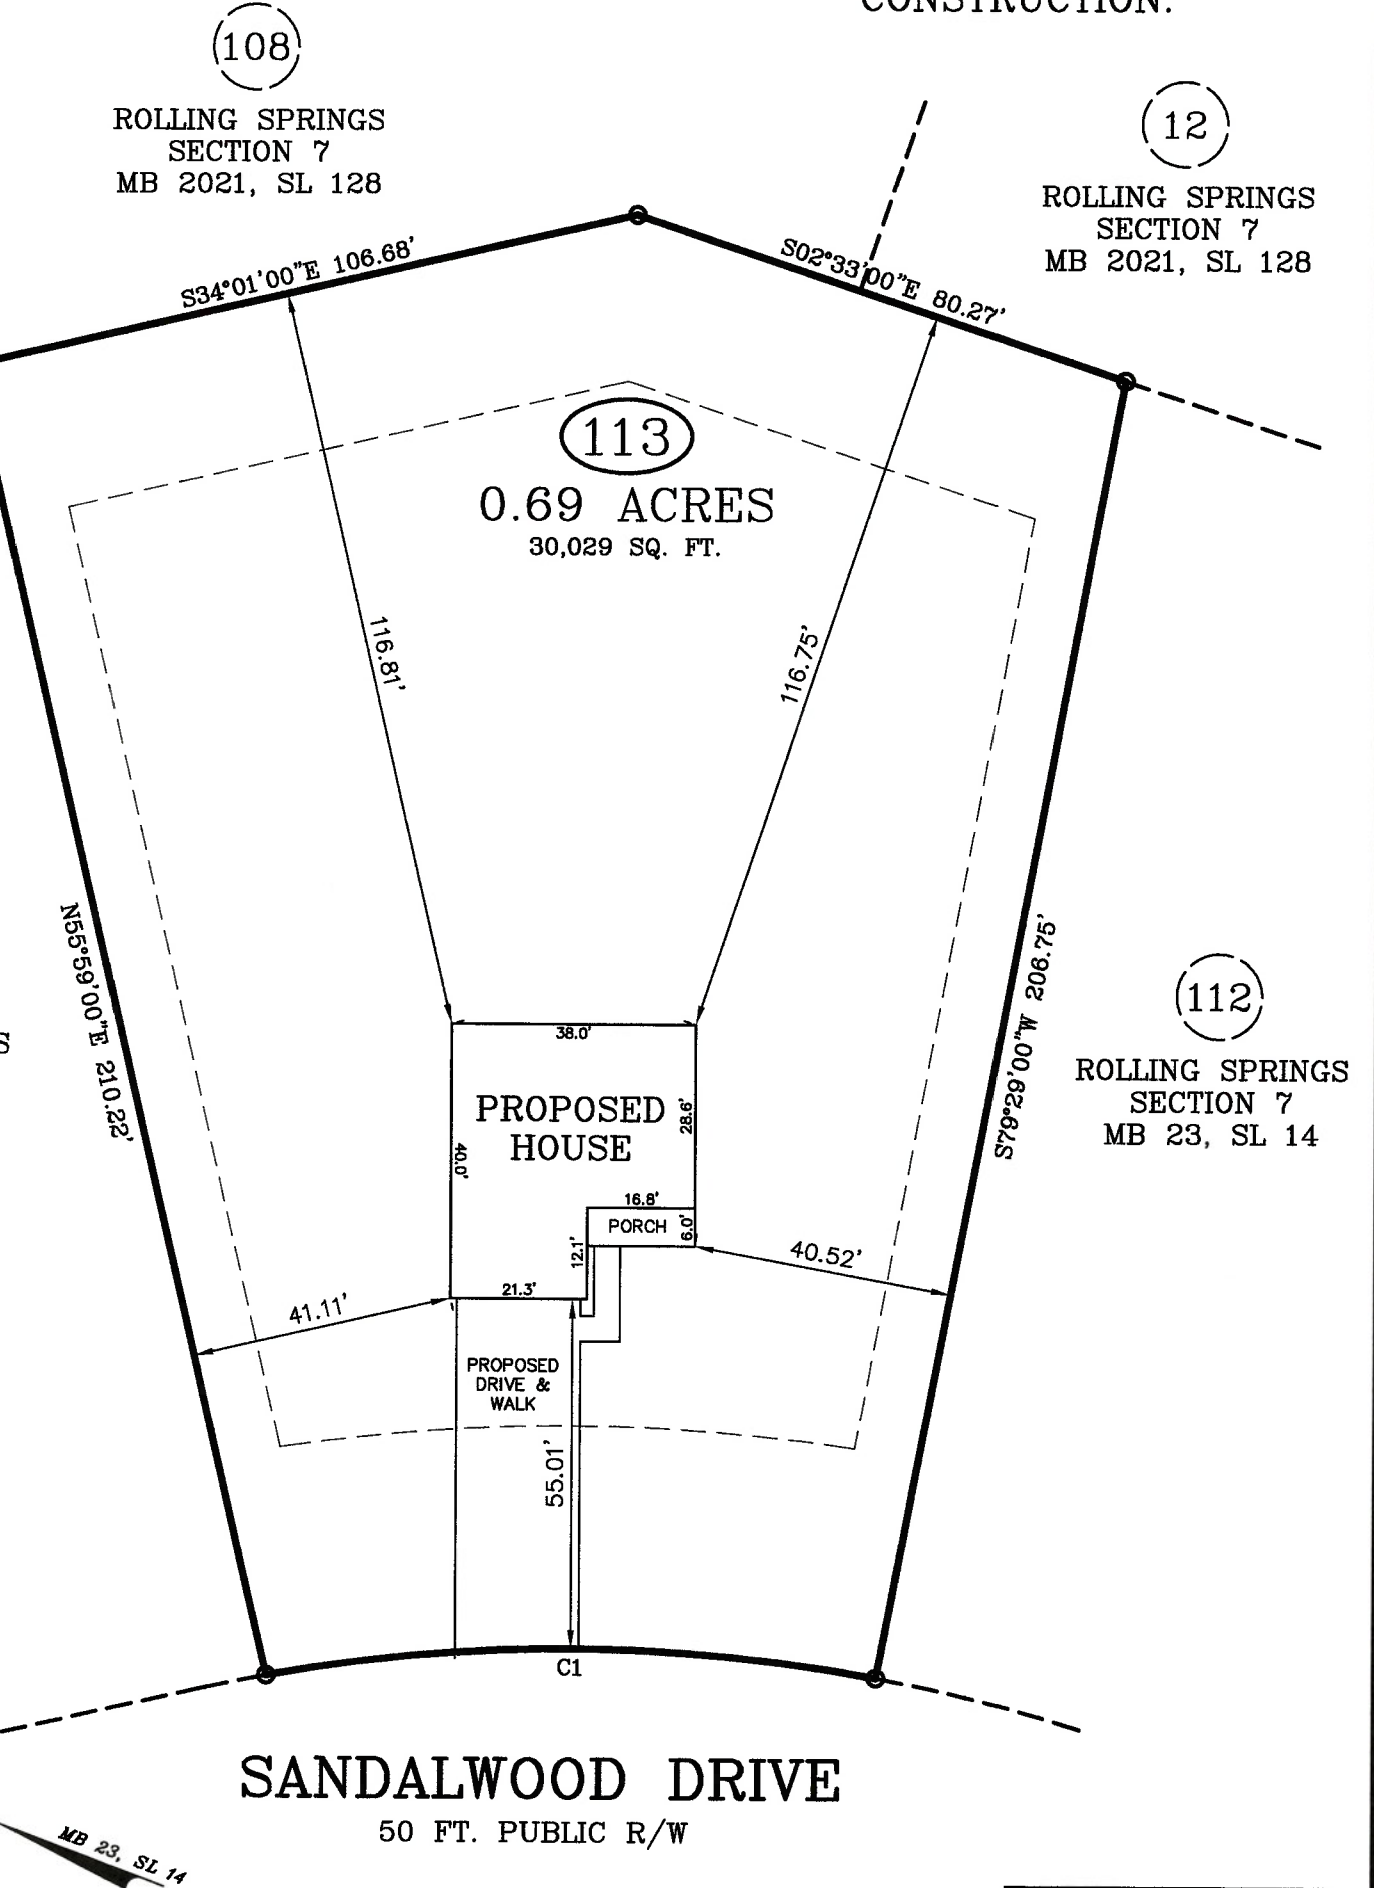 CONSTRUCTION.
108
ROLLING SPRINGS
SECTION 7
MB 2021, SL 128
12
ROLLING SPRINGS
SECTION 7
MB 2021, SL 128
S34°01'00"E 106.68'
S02°33'00"E 80.27'
113
0.69 ACRES
30,029 SQ. FT.
116.81'
116.75'
N55°59'00"E 210.22'
S79°29'00"W 206.75'
S
112
ROLLING SPRINGS
SECTION 7
MB 23, SL 14
38.0'
PROPOSED
HOUSE
28.6'
40.0'
16.8'
PORCH
6.0'
12.1'
21.3'
41.11'
40.52'
PROPOSED
DRIVE &
WALK
55.01'
C1
SANDALWOOD DRIVE
50 FT. PUBLIC R/W
MB 23, SL 14